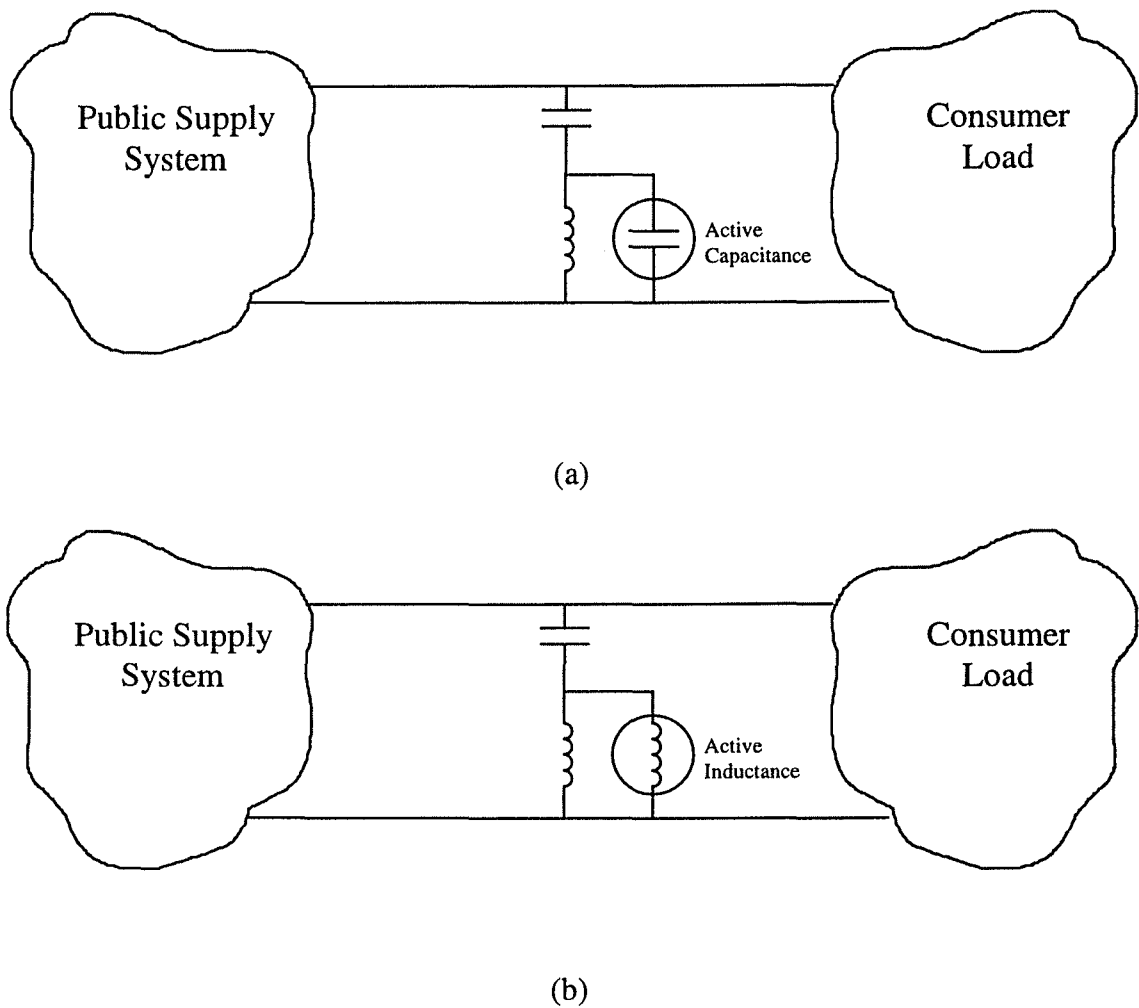 Public Supply
System
Consumer
Load
Active
Capacitance
(a)
Public Supply
System
Consumer
Load
Active
Inductance
(b)